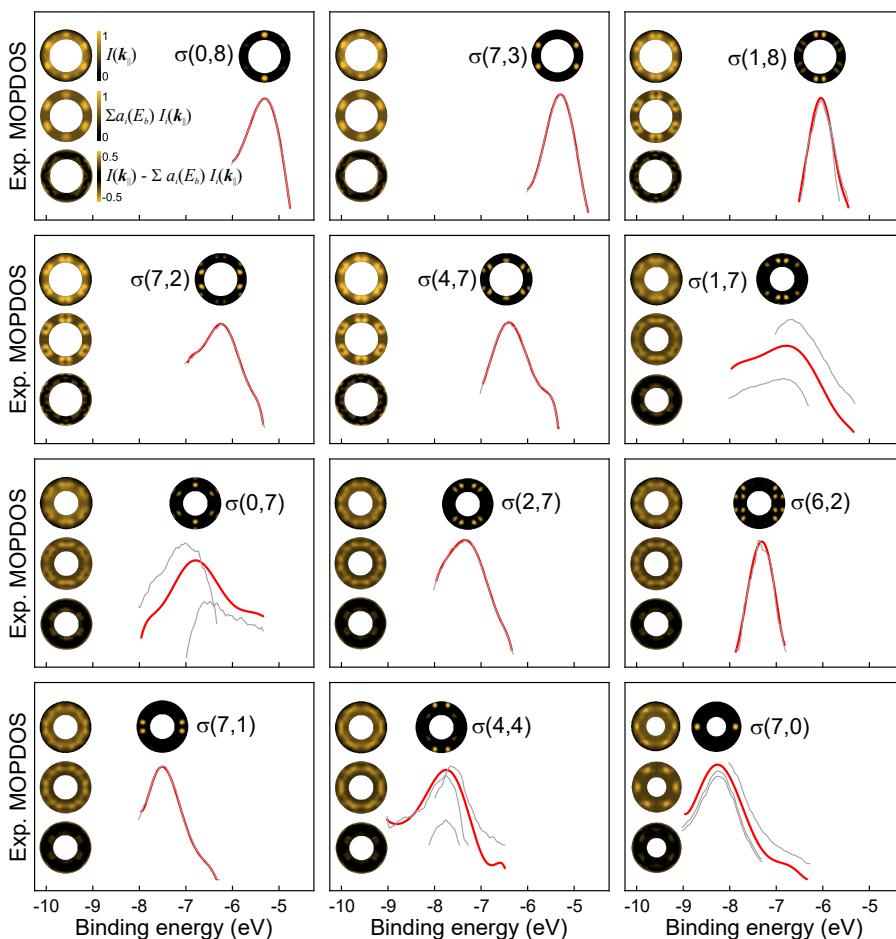 Exp. MOPDOS
1
I(k∥)
0
1
Σaᵢ(E_b) Iᵢ(k∥)
0
0.5
I(k∥) - Σ aᵢ(E_b) Iᵢ(k∥)
-0.5
σ(0,8)
σ(7,3)
σ(1,8)
Exp. MOPDOS
σ(7,2)
σ(4,7)
σ(1,7)
Exp. MOPDOS
σ(0,7)
σ(2,7)
σ(6,2)
Exp. MOPDOS
σ(7,1)
σ(4,4)
σ(7,0)
-10 -9 -8 -7 -6 -5
-10 -9 -8 -7 -6 -5
-10 -9 -8 -7 -6 -5
Binding energy (eV)
Binding energy (eV)
Binding energy (eV)